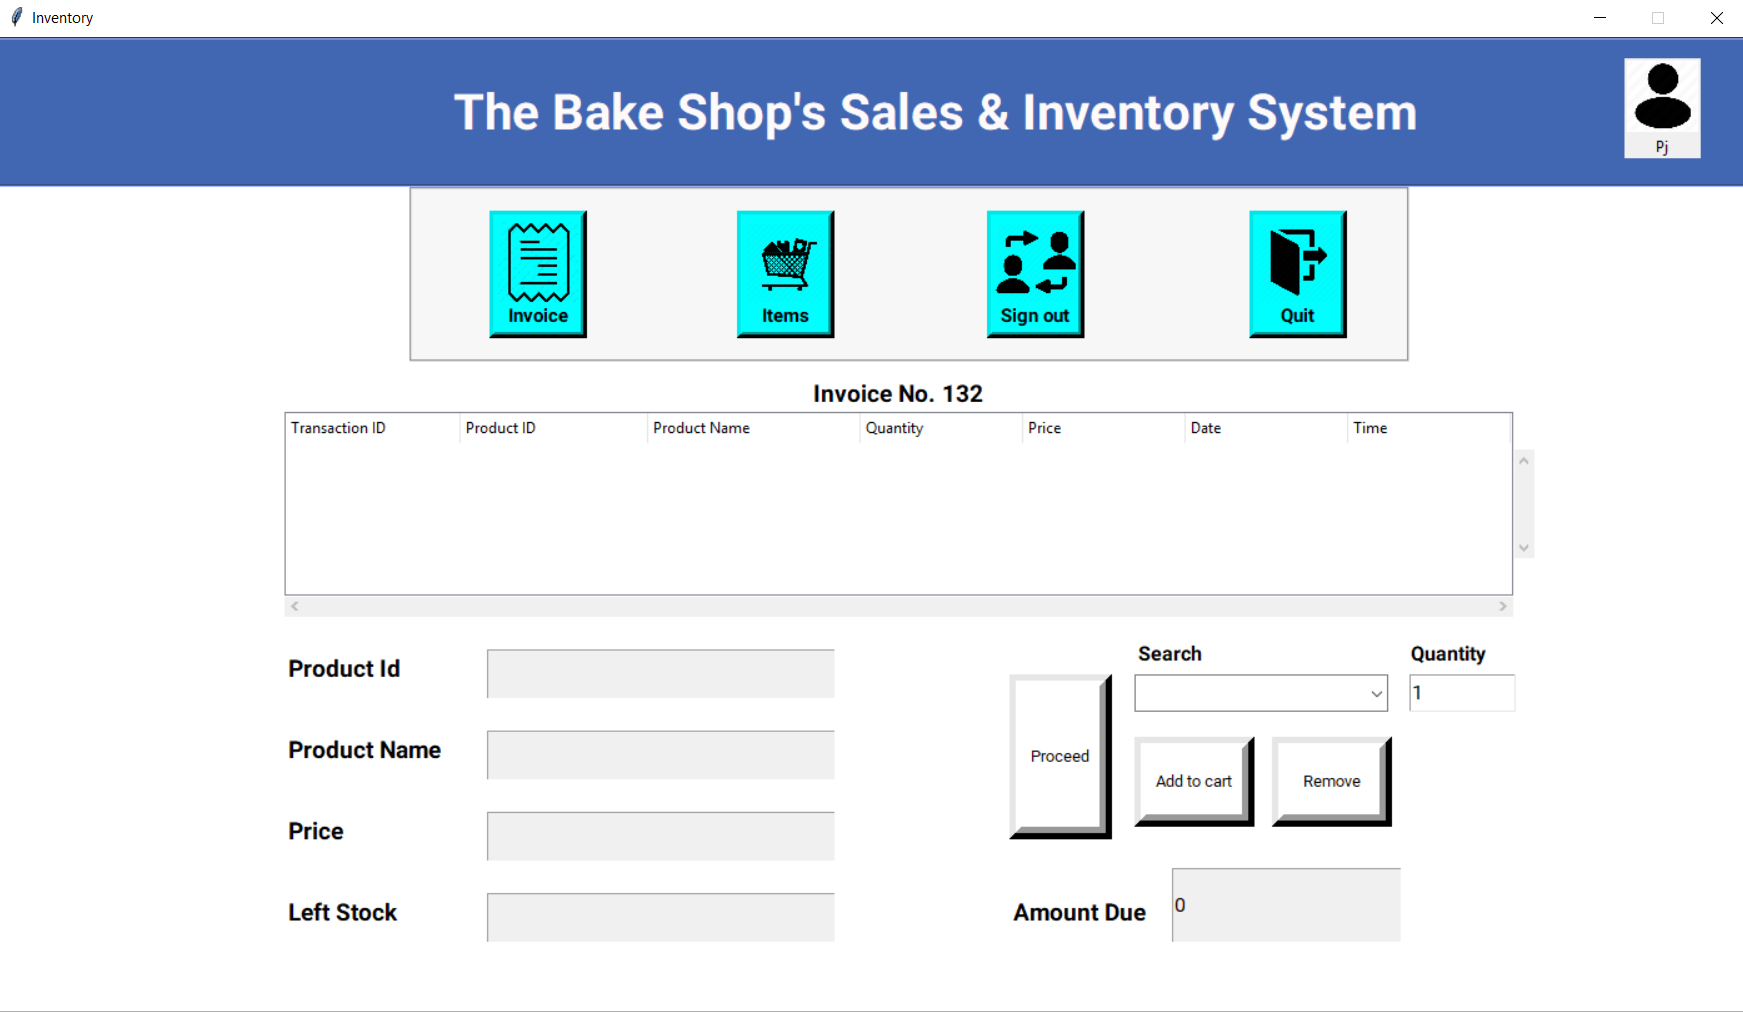 Inventory
The Bake Shop's Sales & Inventory System
Pj
Invoice
Items
Sign out
Quit
Invoice No. 132
Transaction ID Product ID Product Name Quantity Price Date Time
Search Quantity
Product Id
1
Product Name
Proceed
Add to cart Remove
Price
Left Stock
Amount Due 0